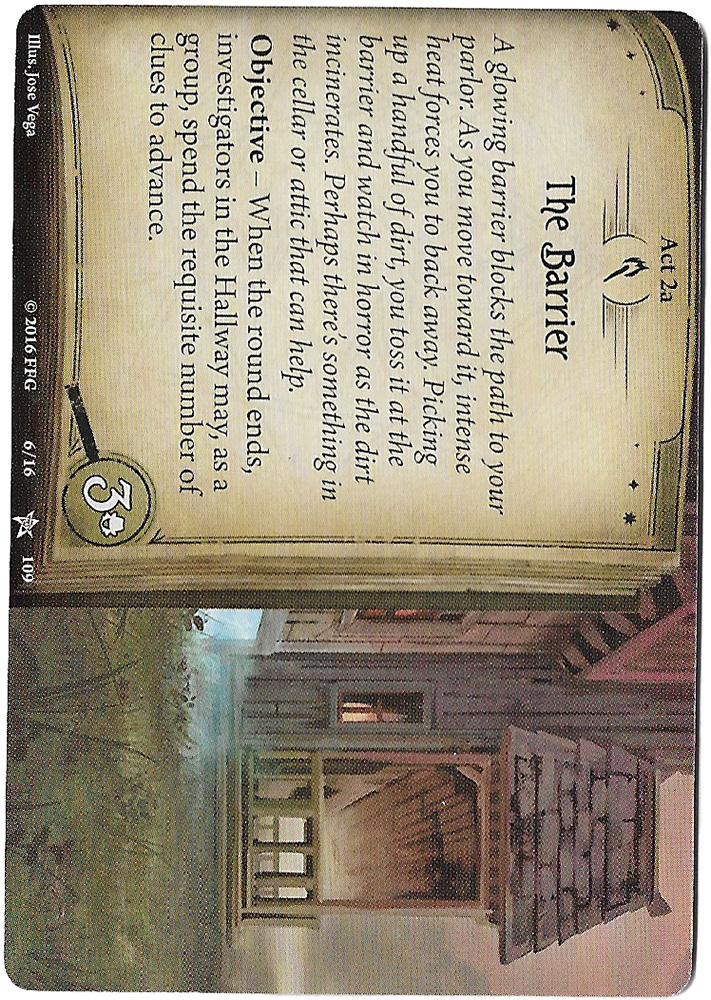 Act 2a
The Barrier
A glowing barrier blocks the path to your
parlor. As you move toward it, intense
heat forces you to back away. Picking
up a handful of dirt, you toss it at the
barrier and watch in horror as the dirt
incinerates. Perhaps there's something in
the cellar or attic that can help.
Objective – When the round ends,
investigators in the Hallway may, as a
group, spend the requisite number of
clues to advance.
3
Illus. Jose Vega
© 2016 FFG
6/16
109